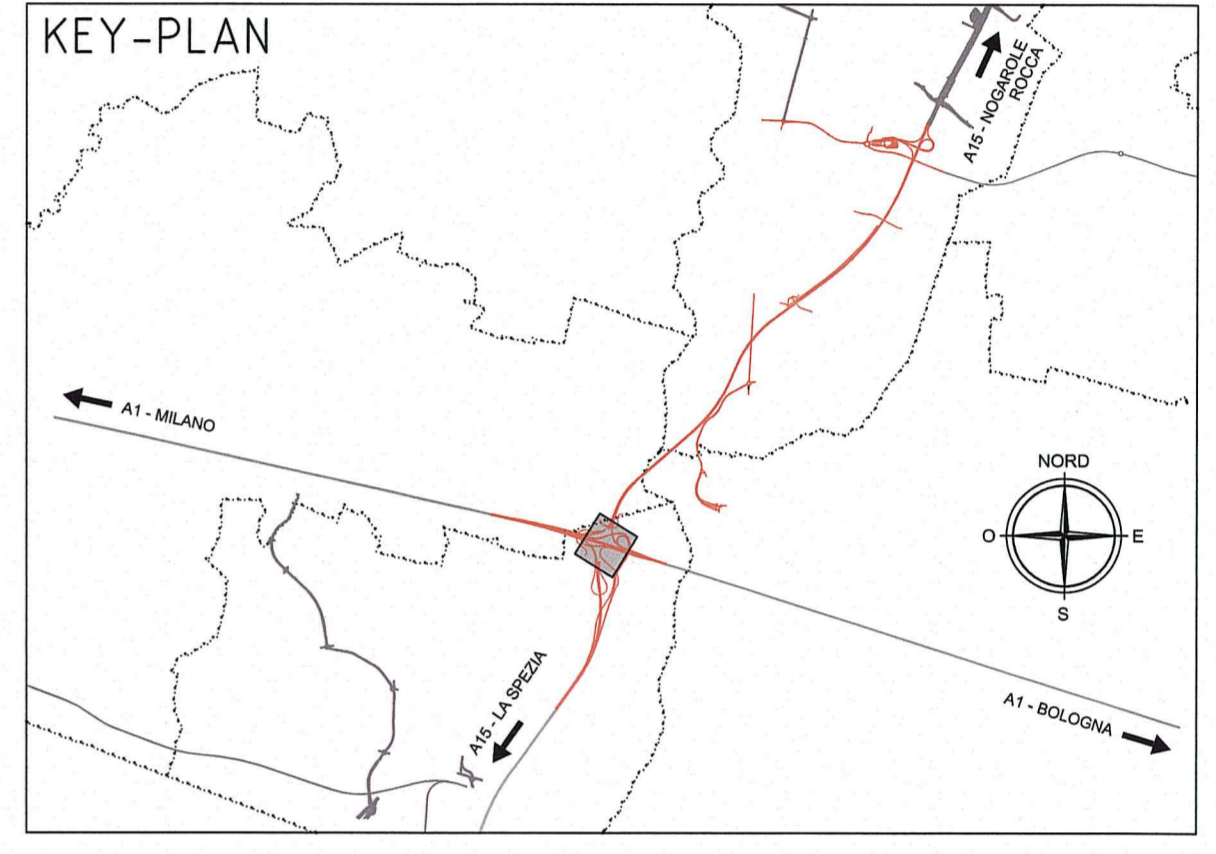 KEY-PLAN
A15 - NOGAROLE
ROCCA
A1 - MILANO
NORD
O
E
S
A15 - LA SPEZIA
A1 - BOLOGNA